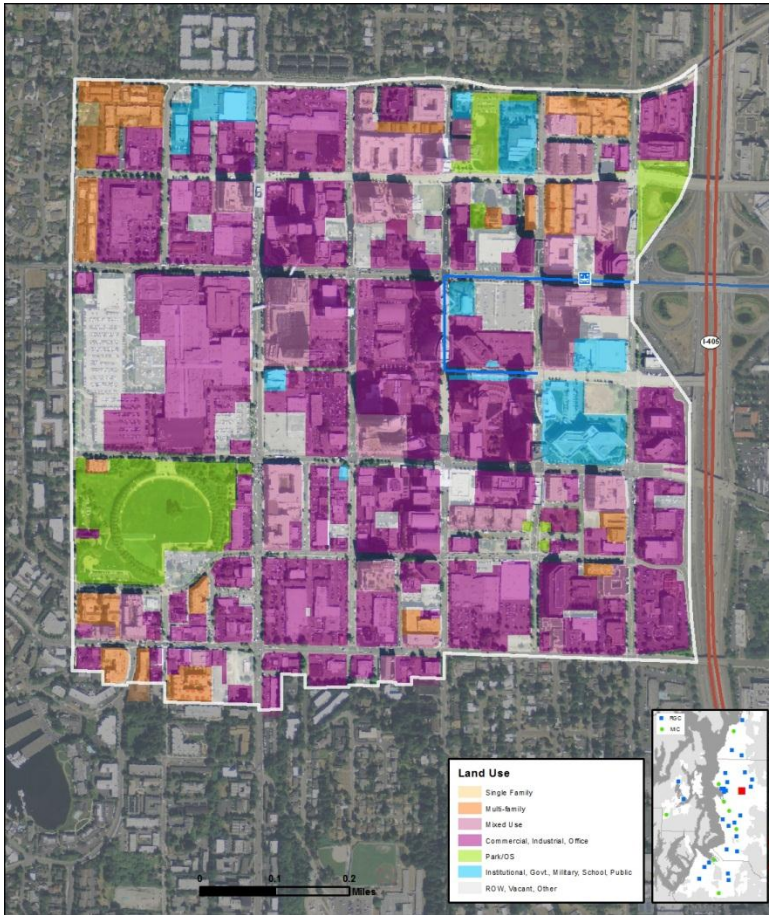 I-405
RGC
MIC
Land Use
Single Family
Multi-family
Mixed Use
Commercial, Industrial, Office
Park/OS
Institutional, Govt., Military, School, Public
ROW, Vacant, Other
0 0.1 0.2
Miles